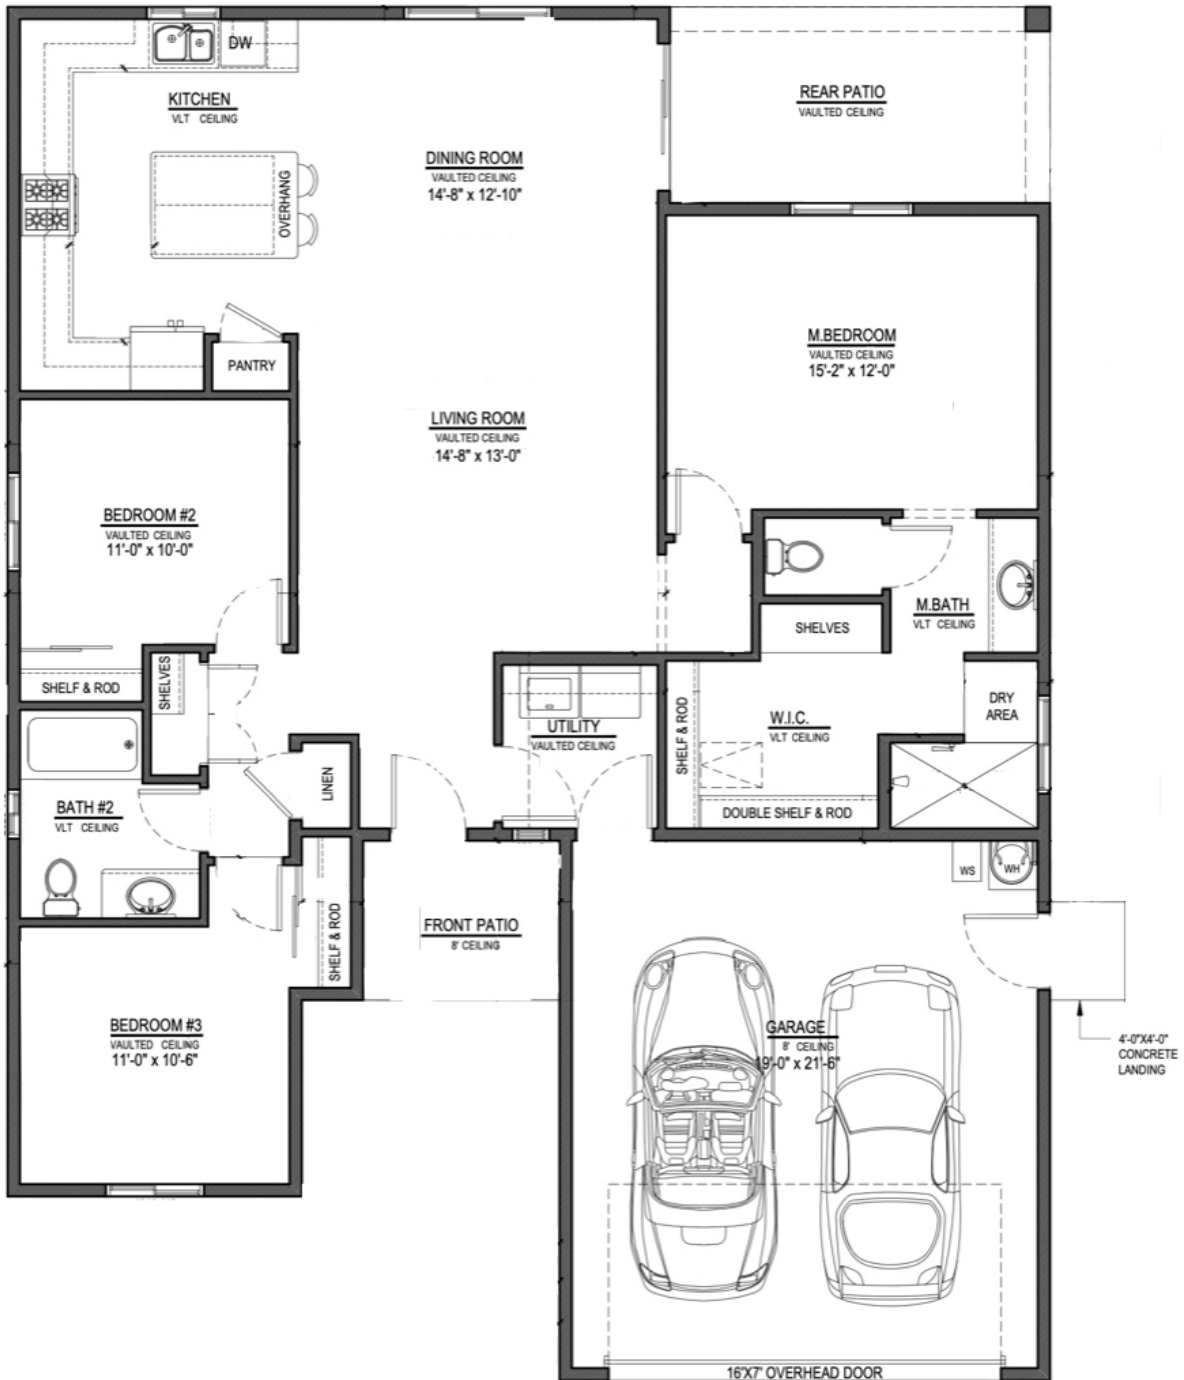 DW
KITCHEN
VLT CEILING
OVERHANG
DINING ROOM
VAULTED CEILING
14'-8" x 12'-10"
REAR PATIO
VAULTED CEILING
PANTRY
M.BEDROOM
VAULTED CEILING
15'-2" x 12'-0"
LIVING ROOM
VAULTED CEILING
14'-8" x 13'-0"
BEDROOM #2
VAULTED CEILING
11'-0" x 10'-0"
SHELF & ROD
SHELVES
M.BATH
VLT CEILING
SHELVES
UTILITY
VAULTED CEILING
SHELF & ROD
W.I.C.
VLT CEILING
DRY
AREA
DOUBLE SHELF & ROD
LINEN
BATH #2
VLT CEILING
WS
WH
FRONT PATIO
8' CEILING
SHELF & ROD
BEDROOM #3
VAULTED CEILING
11'-0" x 10'-6"
GARAGE
8' CEILING
19'-0" x 21'-6"
4'-0"X4'-0"
CONCRETE
LANDING
16'X7' OVERHEAD DOOR